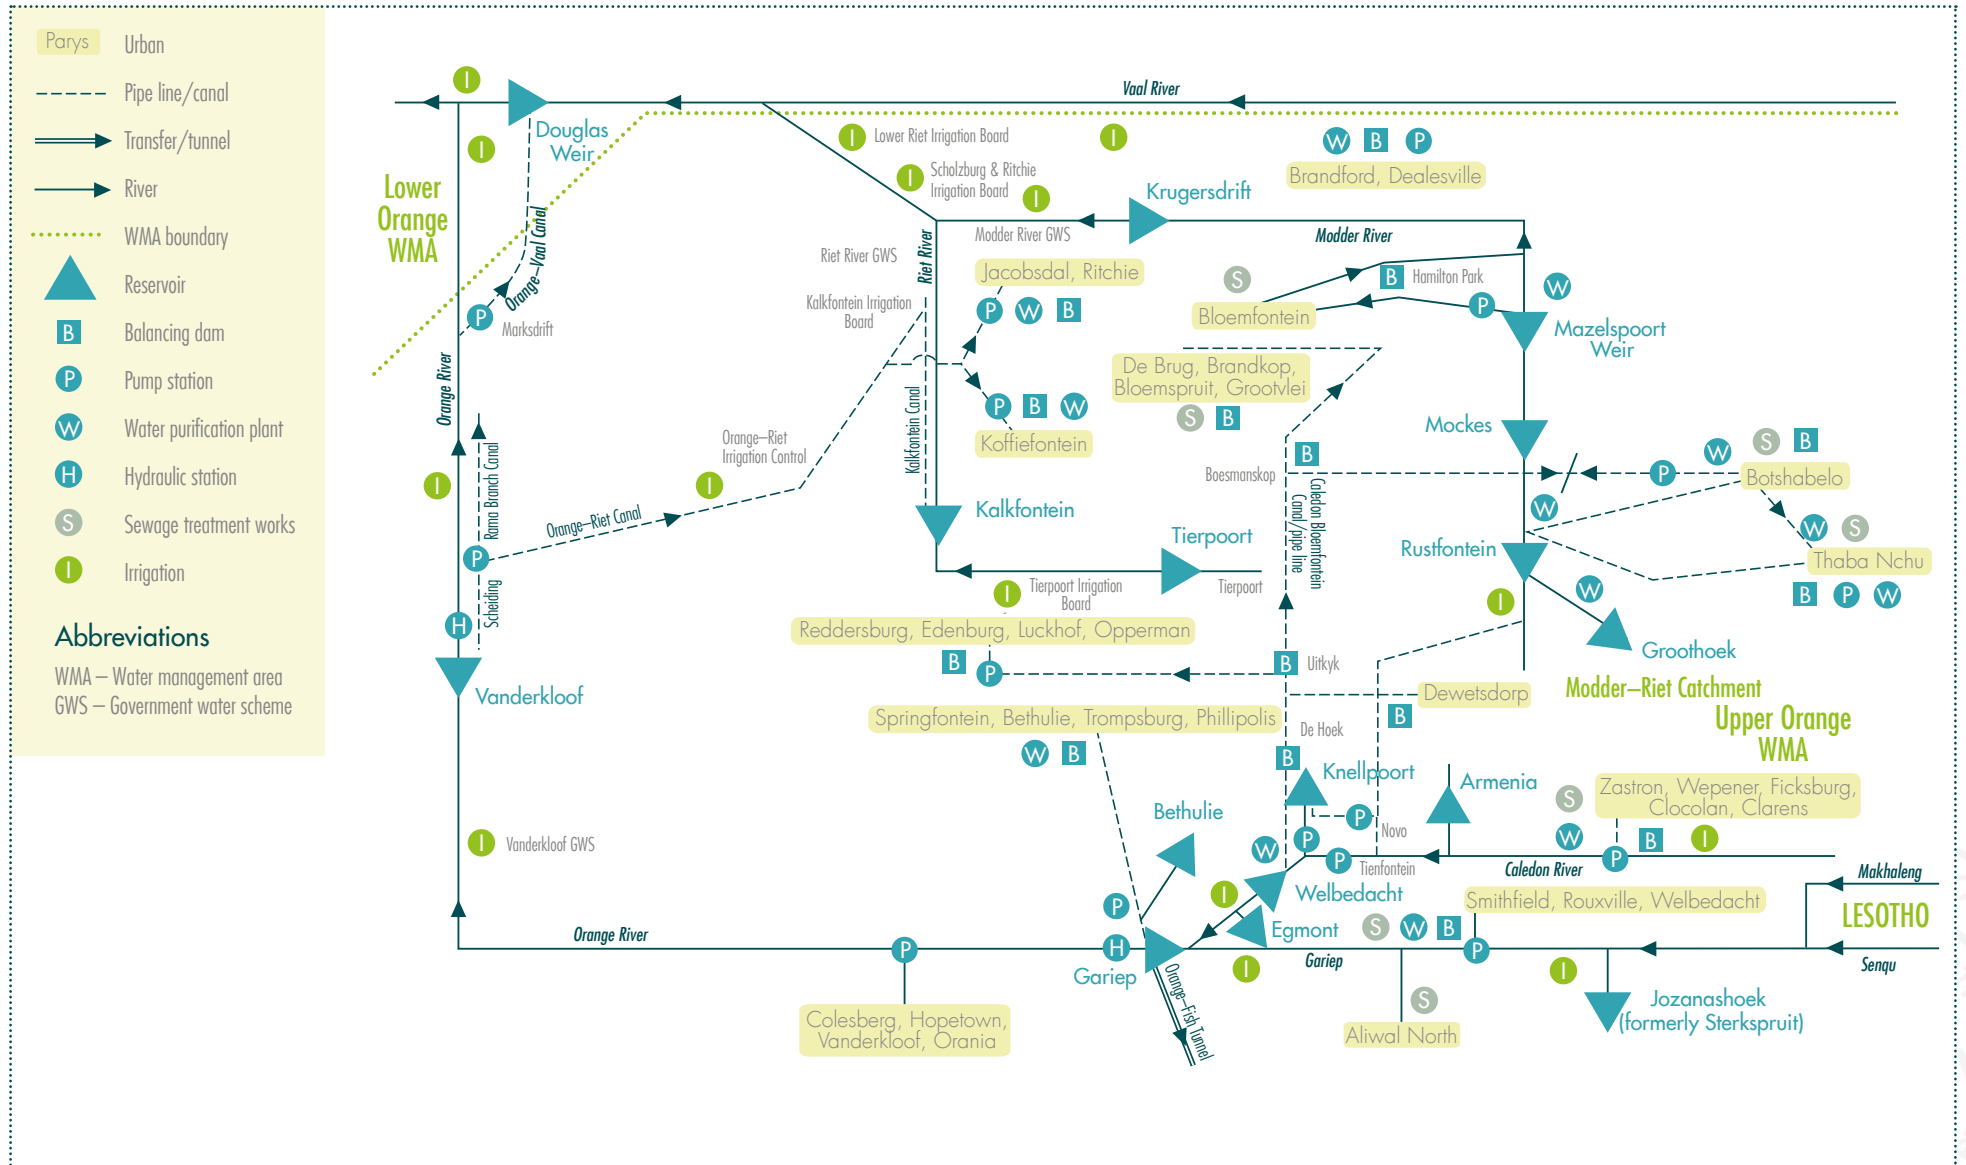 Parys
Urban
Pipe line/canal
Transfer/tunnel
River
WMA boundary
Reservoir
B
Balancing dam
P
Pump station
W
Water purification plant
H
Hydraulic station
S
Sewage treatment works
I
Irrigation
Abbreviations
WMA – Water management area
GWS – Government water scheme
I
Vaal River
Douglas
Weir
I
I
Lower Riet Irrigation Board
I
W B P
Brandford, Dealesville
I
Scholzburg & Ritchie
Irrigation Board
I
Krugersdrift
Lower
Orange
WMA
Orange–Vaal Canal
Modder River GWS
Modder River
Riet River GWS
Riet River
Jacobsdal, Ritchie
P W B
S
B
Hamilton Park
W
Bloemfontein
P
Mazelspoort
Weir
Kalkfontein Irrigation
Board
P
Marksdrift
Orange River
De Brug, Brandkop,
Bloemspruit, Grootvlei
S B
Kalkfontein Canal
P B W
Koffiefontein
Mockes
Orange–Riet
Irrigation Control
I
I
Rama Branch Canal
Orange–Riet Canal
P
Scheiding
B
Boesmanskop
Caledon Bloemfontein
Canal/pipe line
P
W
S B
Botshabelo
W
W S
Thaba Nchu
B P W
Kalkfontein
Tierpoort
Rustfontein
Tierpoort
I
Tierpoort Irrigation
Board
I
W
Groothoek
H
Vanderkloof
Reddersburg, Edenburg, Luckhof, Opperman
B
P
B
Uitkyk
Dewetsdorp
B
Modder–Riet Catchment
Upper Orange
WMA
Springfontein, Bethulie, Trompsburg, Phillipolis
W B
De Hoek
B
Knellpoort
Armenia
S
Zastron, Wepener, Ficksburg,
Clocolan, Clarens
Bethulie
P
Novo
W
P
B
I
I
Vanderkloof GWS
W
P
P
Tienfontein
Caledon River
Makhaleng
Welbedacht
I
Smithfield, Rouxville, Welbedacht
LESOTHO
P
Egmont
S W B
Orange River
P
H
Gariep
I
Gariep
P
I
Senqu
Orange–Fish Tunnel
S
Jozanashoek
(formerly Sterkspruit)
Colesberg, Hopetown,
Vanderkloof, Orania
Aliwal North